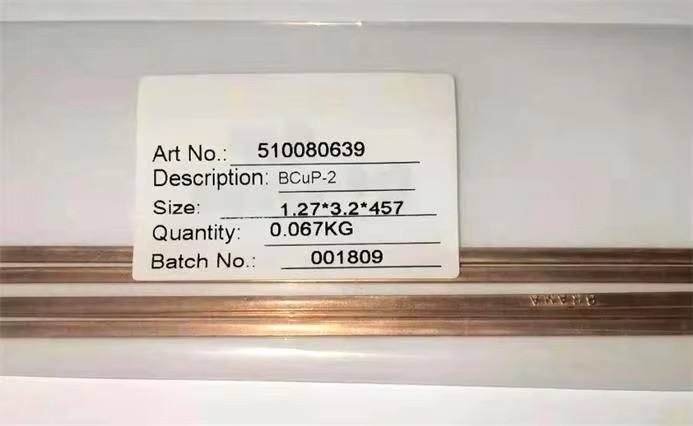 Art No.: 510080639
Description: BCuP-2
Size: 1.27*3.2*457
Quantity: 0.067KG
Batch No.: 001809